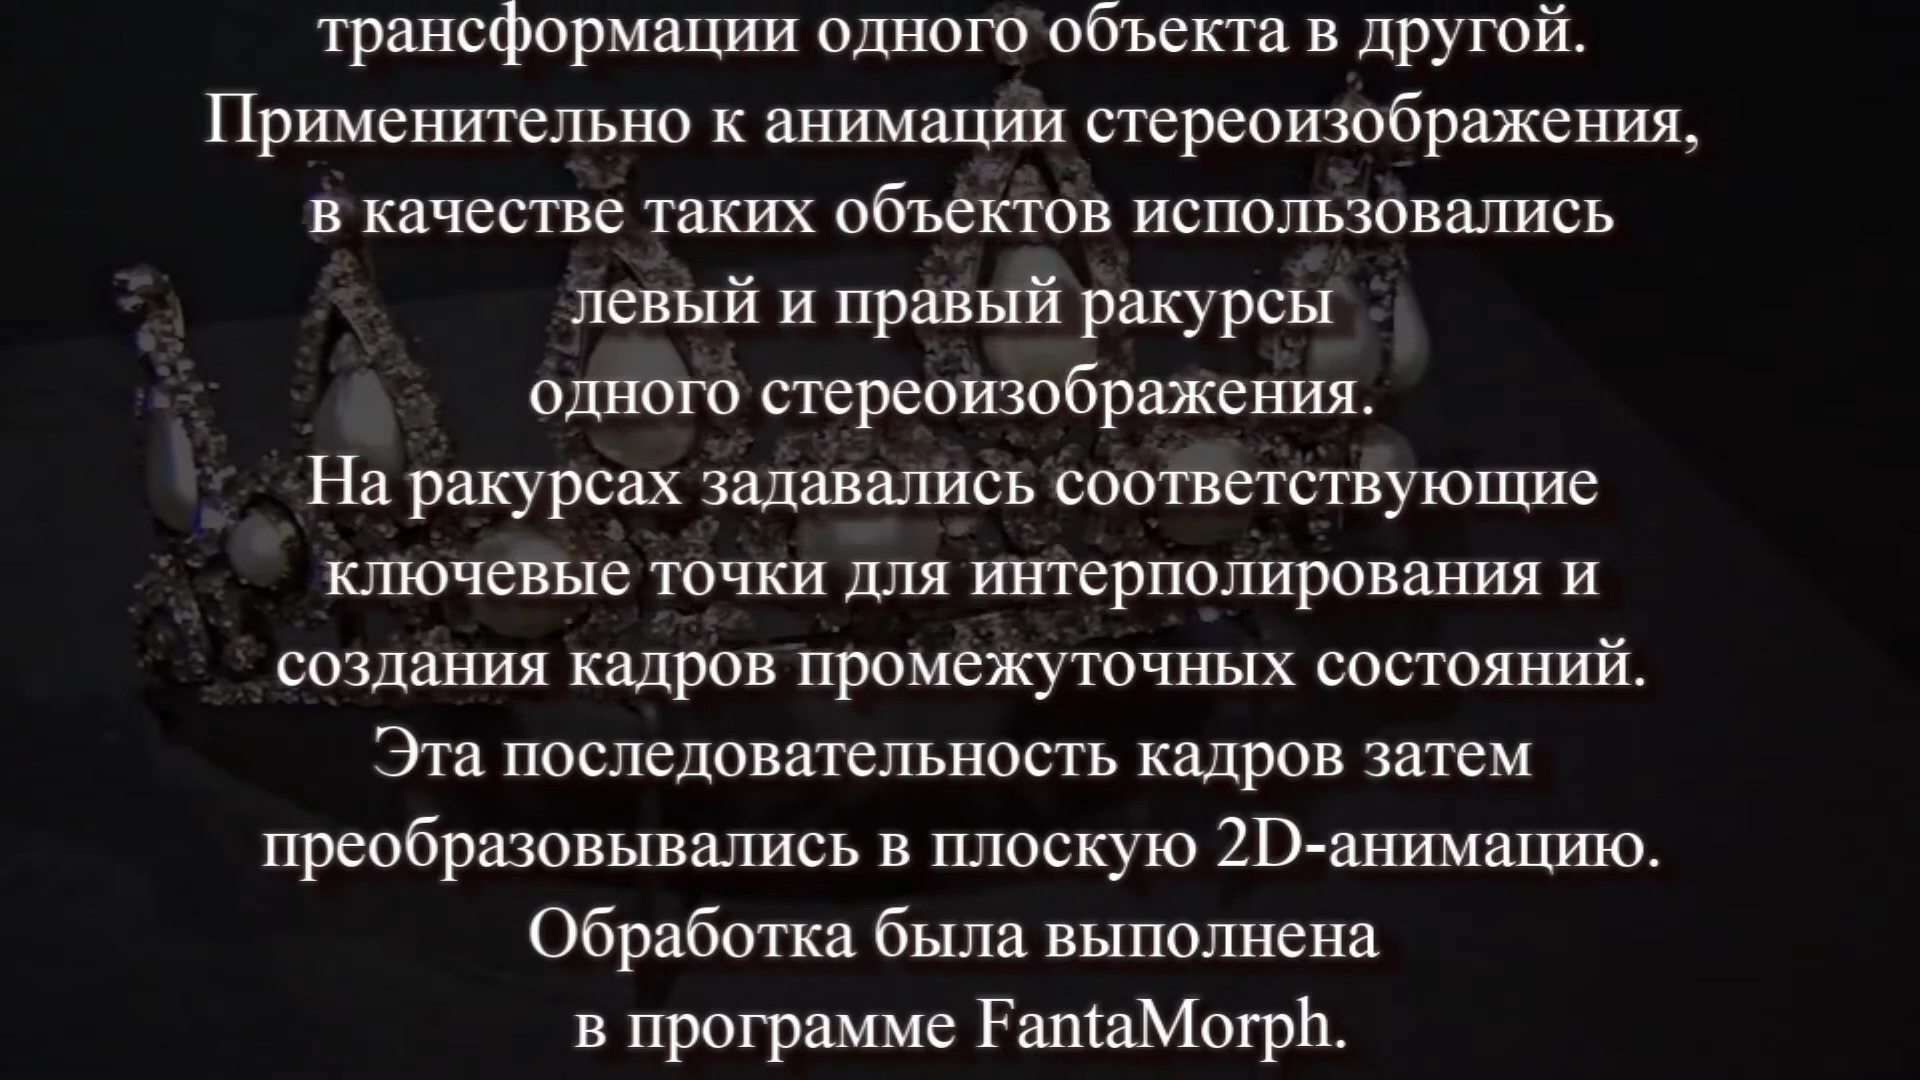 трансформации одного объекта в другой.
Применительно к анимации стереоизображения,
в качестве таких объектов использовались
левый и правый ракурсы
одного стереоизображения.
На ракурсах задавались соответствующие
ключевые точки для интерполирования и
создания кадров промежуточных состояний.
Эта последовательность кадров затем
преобразовывались в плоскую 2D-анимацию.
Обработка была выполнена
в программе FantaMorph.